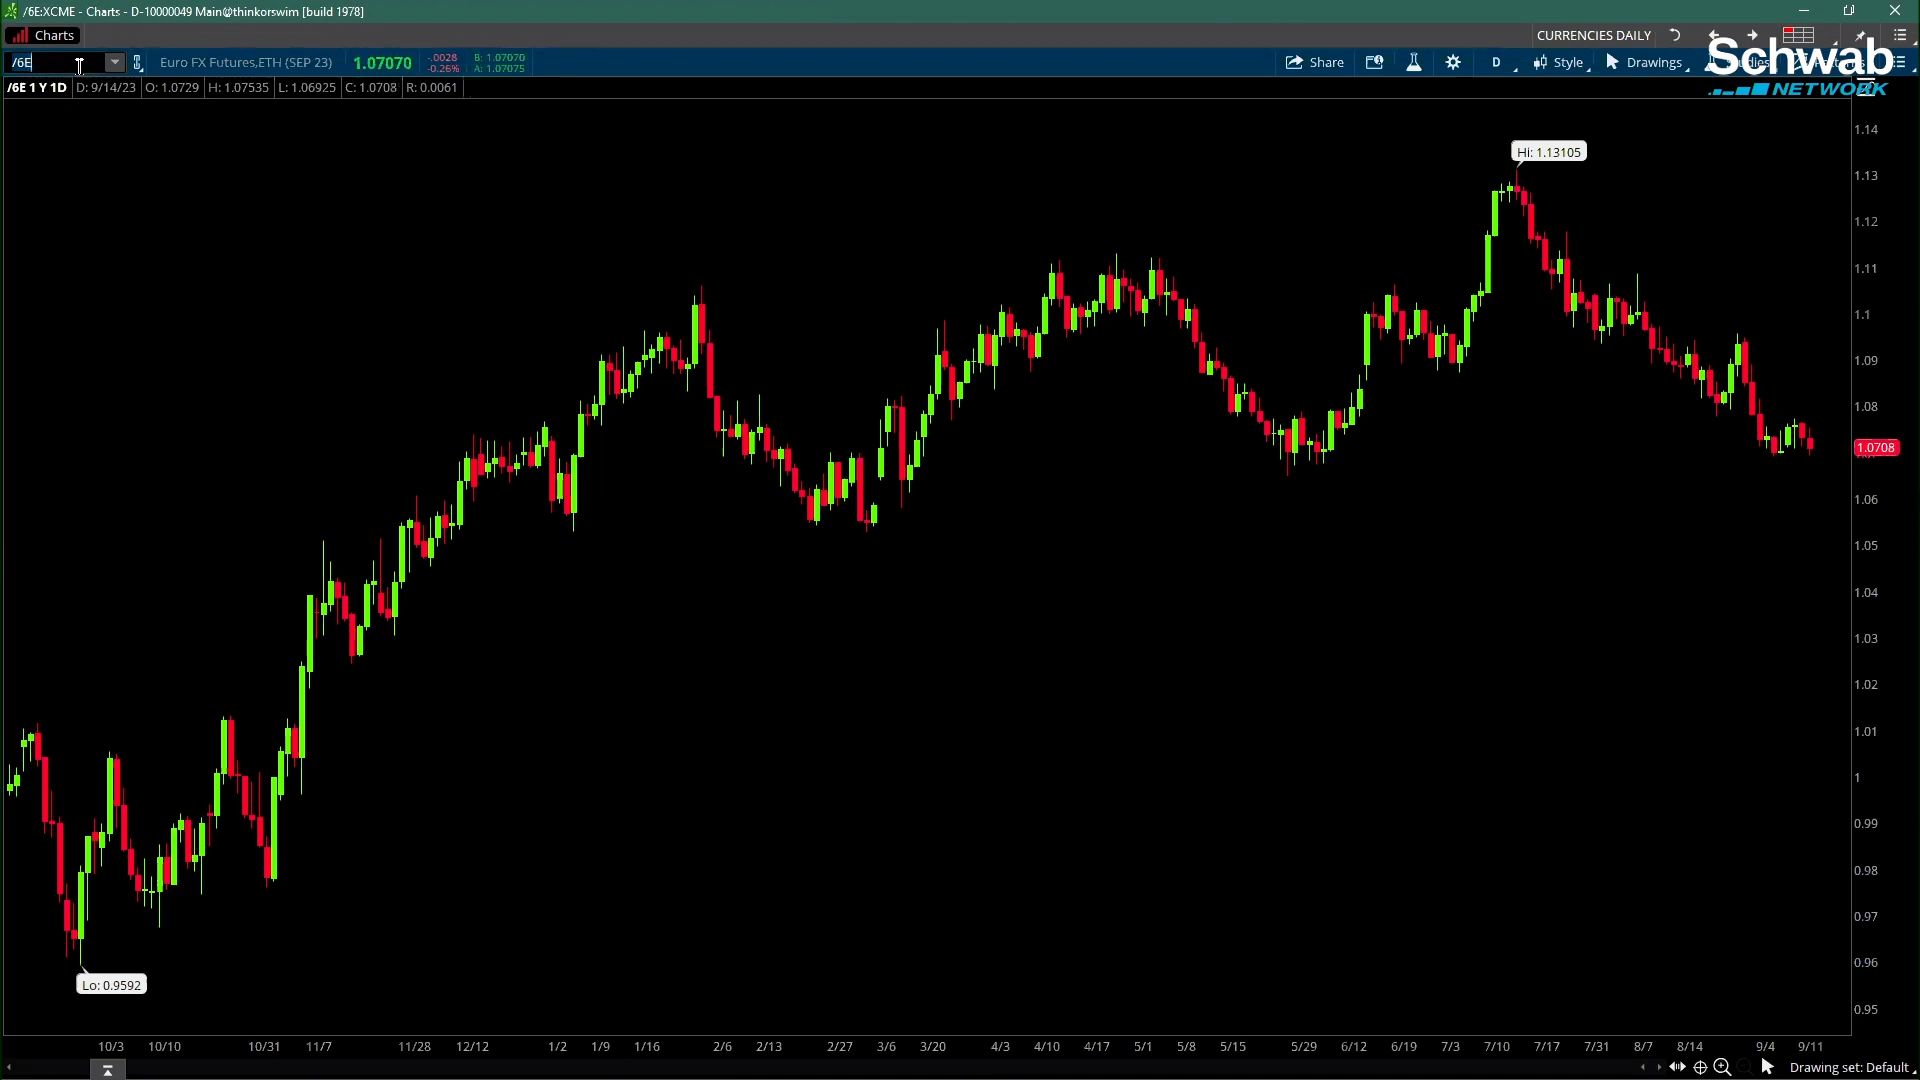 /6E:XCME - Charts - D-10000049 Main@thinkorswim [build 1978]
Charts
CURRENCIES DAILY
/6E
Euro FX Futures,ETH (SEP 23)
1.07070
-.0028
-0.26%
B: 1.07070
A: 1.07075
Share
D
Style
Drawings
Schwab
NETWORK
/6E 1 Y 1D
D: 9/14/23
O: 1.0729
H: 1.07535
L: 1.06925
C: 1.0708
R: 0.0061
Hi: 1.13105
Lo: 0.9592
1.14
1.13
1.12
1.11
1.1
1.09
1.08
1.0708
1.06
1.05
1.04
1.03
1.02
1.01
1
0.99
0.98
0.97
0.96
0.95
10/3 10/10 10/31 11/7 11/28 12/12 1/2 1/9 1/16 2/6 2/13 2/27 3/6 3/20 4/3 4/10 4/17 5/1 5/8 5/15 5/29 6/12 6/19 7/3 7/10 7/17 7/31 8/7 8/14 9/4 9/11
Drawing set: Default